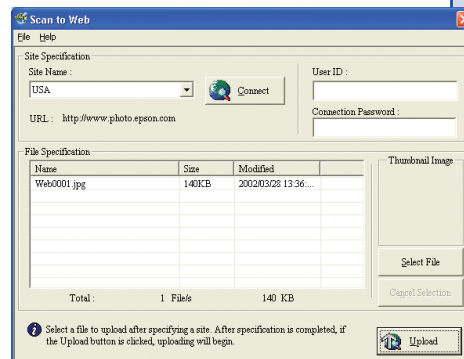 Scan to Web
File Help
Site Specification
Site Name :
USA
Connect
URL : http://www.photo.epson.com
User ID :
Connection Password :
File Specification
Name Size Modified
Web0001.jpg 140KB 2002/03/28 13:36:...
Total : 1 File/s 140 KB
Thumbnail Image
Select File
Cancel Selection
Select a file to upload after specifying a site. After specification is completed, if
the Upload button is clicked, uploading will begin.
Upload